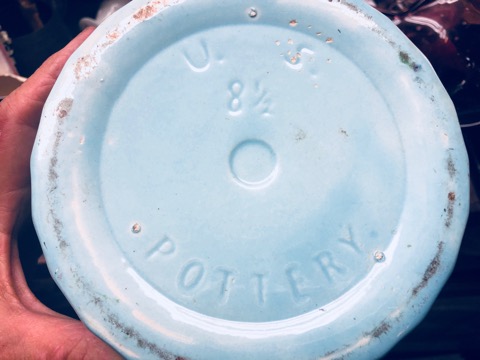 U. S.
8½
POTTERY.